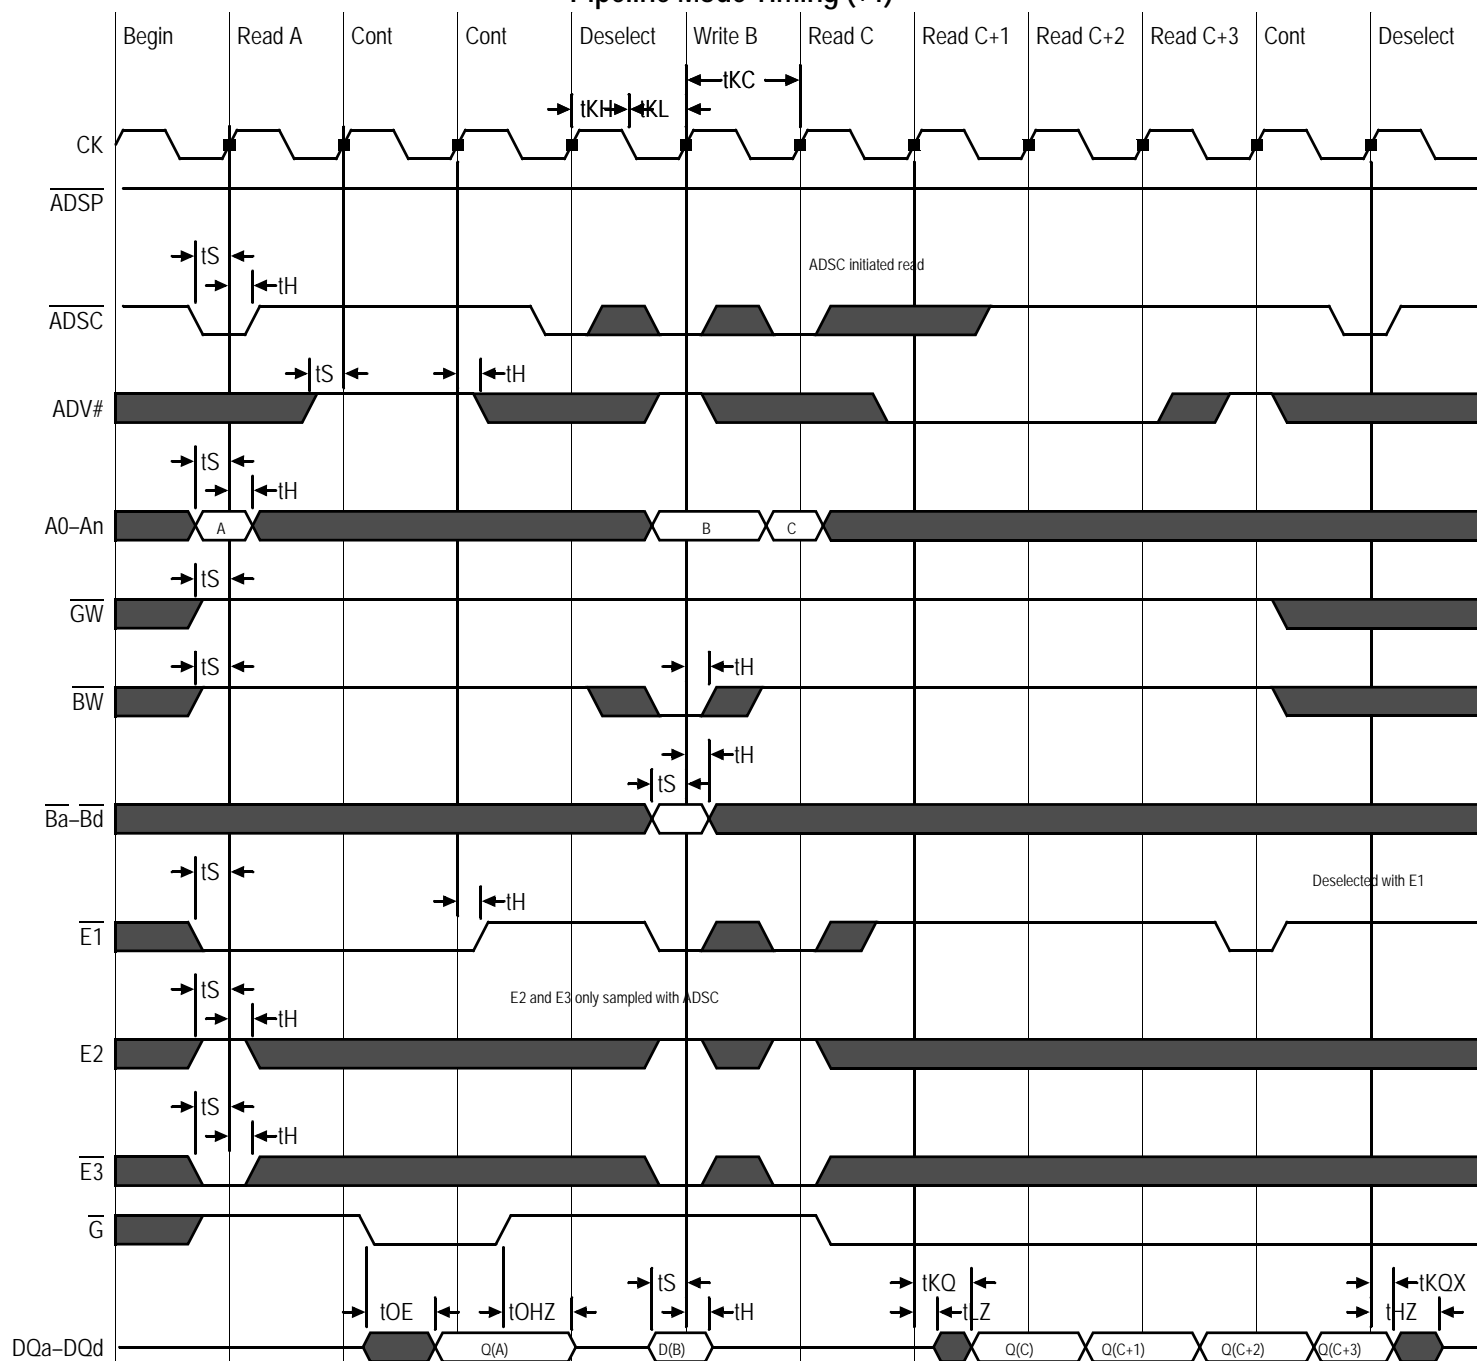 Pipeline Mode Timing (+1)
Begin Read A Cont Cont Deselect Write B Read C Read C+1 Read C+2 Read C+3 Cont Deselect
tKC
tKH tKL
CK
ADSP
tS
ADSC initiated read
tH
ADSC
tS tH
ADV#
tS
tH
A0–An A B C
tS
GW
tS tH
BW
tH
tS
Ba–Bd
tS
Deselected with E1
tH
E1
tS
E2 and E3 only sampled with ADSC
tH
E2
tS
tH
E3
G
tS tKQ tKQX
tOE tOHZ tH tLZ tHZ
DQa–DQd Q(A) D(B) Q(C) Q(C+1) Q(C+2) Q(C+3)